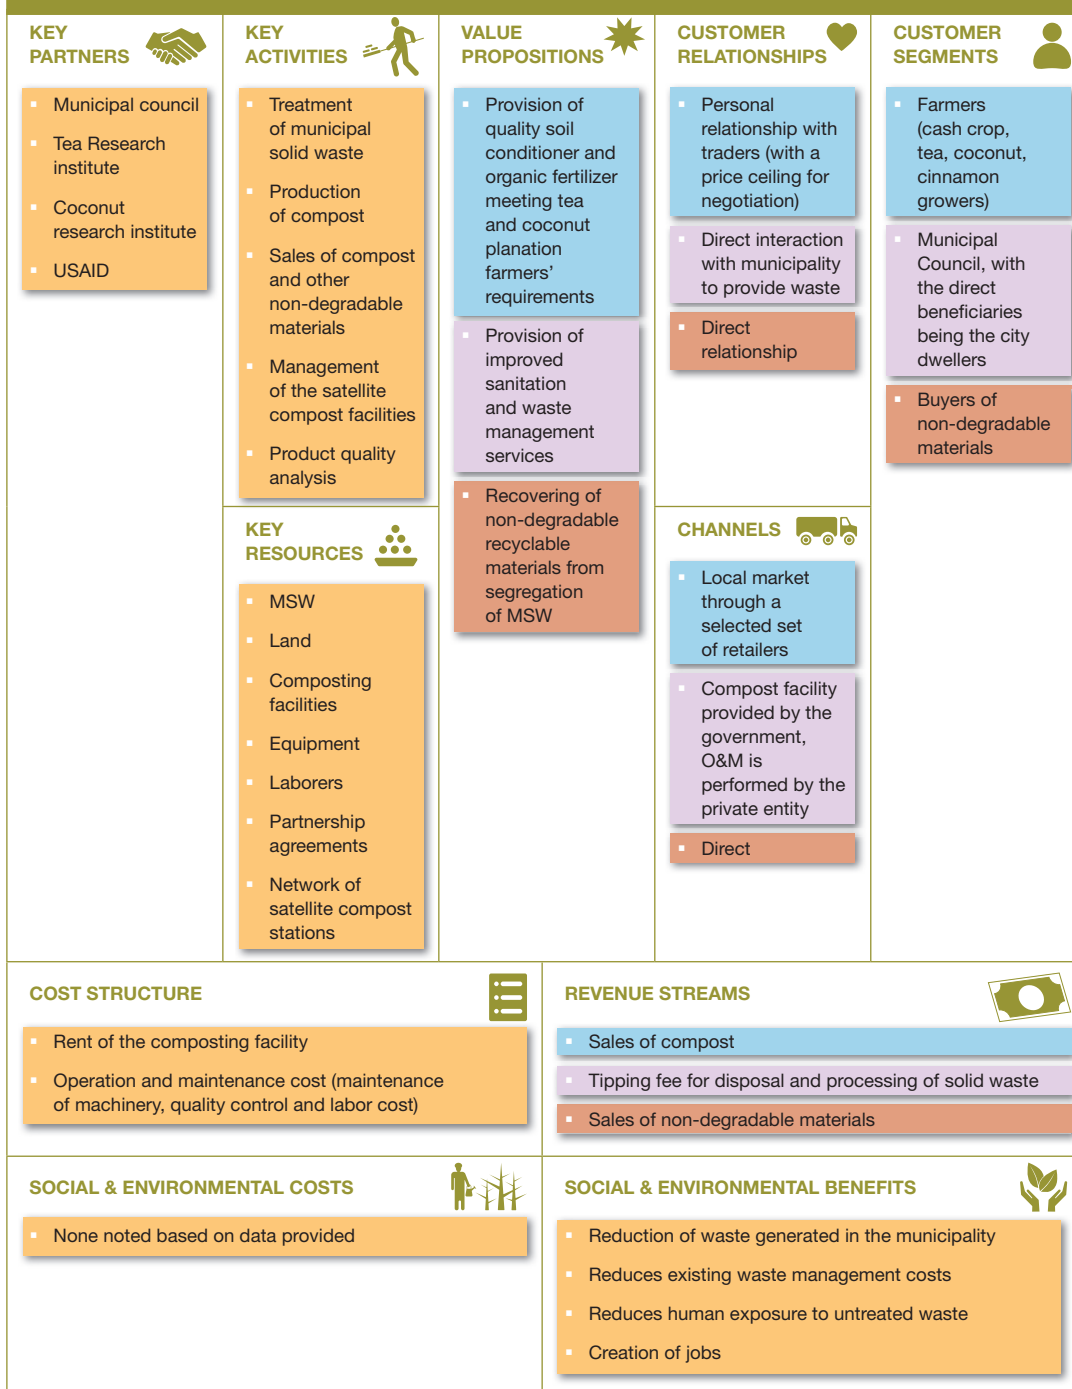 KEY
PARTNERS
Municipal council
Tea Research
institute
Coconut
research institute
USAID
KEY
ACTIVITIES
Treatment
of municipal
solid waste
Production
of compost
Sales of compost
and other
non-degradable
materials
Management
of the satellite
compost facilities
Product quality
analysis
KEY
RESOURCES
MSW
Land
Composting
facilities
Equipment
Laborers
Partnership
agreements
Network of
satellite compost
stations
VALUE
PROPOSITIONS
Provision of
quality soil
conditioner and
organic fertilizer
meeting tea
and coconut
planation
farmers'
requirements
Provision of
improved
sanitation
and waste
management
services
Recovering of
non-degradable
recyclable
materials from
segregation
of MSW
CUSTOMER
RELATIONSHIPS
Personal
relationship with
traders (with a
price ceiling for
negotiation)
Direct interaction
with municipality
to provide waste
Direct
relationship
CHANNELS
Local market
through a
selected set
of retailers
Compost facility
provided by the
government,
O&M is
performed by the
private entity
Direct
CUSTOMER
SEGMENTS
Farmers
(cash crop,
tea, coconut,
cinnamon
growers)
Municipal
Council, with
the direct
beneficiaries
being the city
dwellers
Buyers of
non-degradable
materials
COST STRUCTURE
Rent of the composting facility
Operation and maintenance cost (maintenance
of machinery, quality control and labor cost)
REVENUE STREAMS
Sales of compost
Tipping fee for disposal and processing of solid waste
Sales of non-degradable materials
SOCIAL & ENVIRONMENTAL COSTS
None noted based on data provided
SOCIAL & ENVIRONMENTAL BENEFITS
Reduction of waste generated in the municipality
Reduces existing waste management costs
Reduces human exposure to untreated waste
Creation of jobs